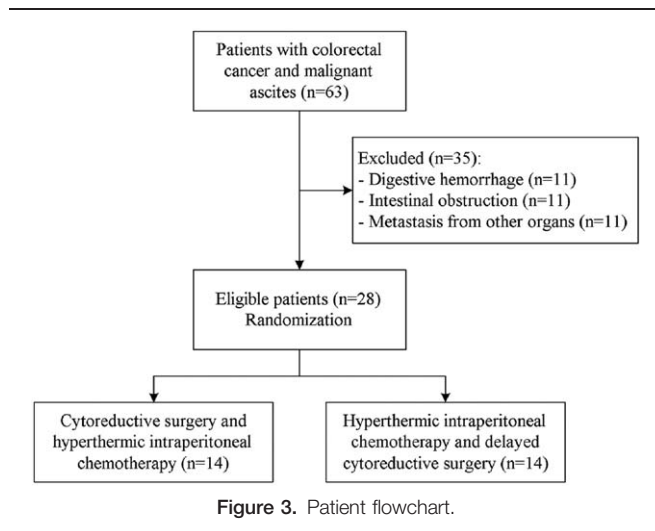 Patients with colorectal
cancer and malignant
ascites (n=63)
Excluded (n=35):
- Digestive hemorrhage (n=11)
- Intestinal obstruction (n=11)
- Metastasis from other organs (n=11)
Eligible patients (n=28)
Randomization
Cytoreductive surgery and
hyperthermic intraperitoneal
chemotherapy (n=14)
Hyperthermic intraperitoneal
chemotherapy and delayed
cytoreductive surgery (n=14)
Figure 3. Patient flowchart.